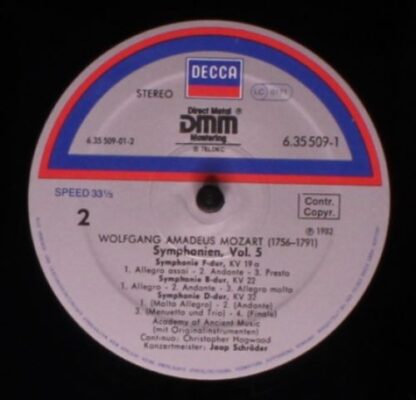 DECCA
STEREO
LC 0171
Direct Metal
DMM
Mastering
® TELDEC
6.35 509-01-2
6.35 509-1
SPEED 33⅓
2
Contr.
Copyr.
℗ 1982
WOLFGANG AMADEUS MOZART (1756-1791)
Symphonien, Vol. 5
Symphonie F-dur, KV 19a
1. Allegro assai - 2. Andante - 3. Presto
Symphonie B-dur, KV 22
1. Allegro - 2. Andante - 3. Allegro molto
Symphonie D-dur, KV 32
1. (Molto Allegro) - 2. (Andante)
3. (Menuetto und Trio) - 4. (Finale)
Academy of Ancient Music
(mit Originalinstrumenten)
Continuo: Christopher Hogwood
Konzertmeister: Jaap Schröder